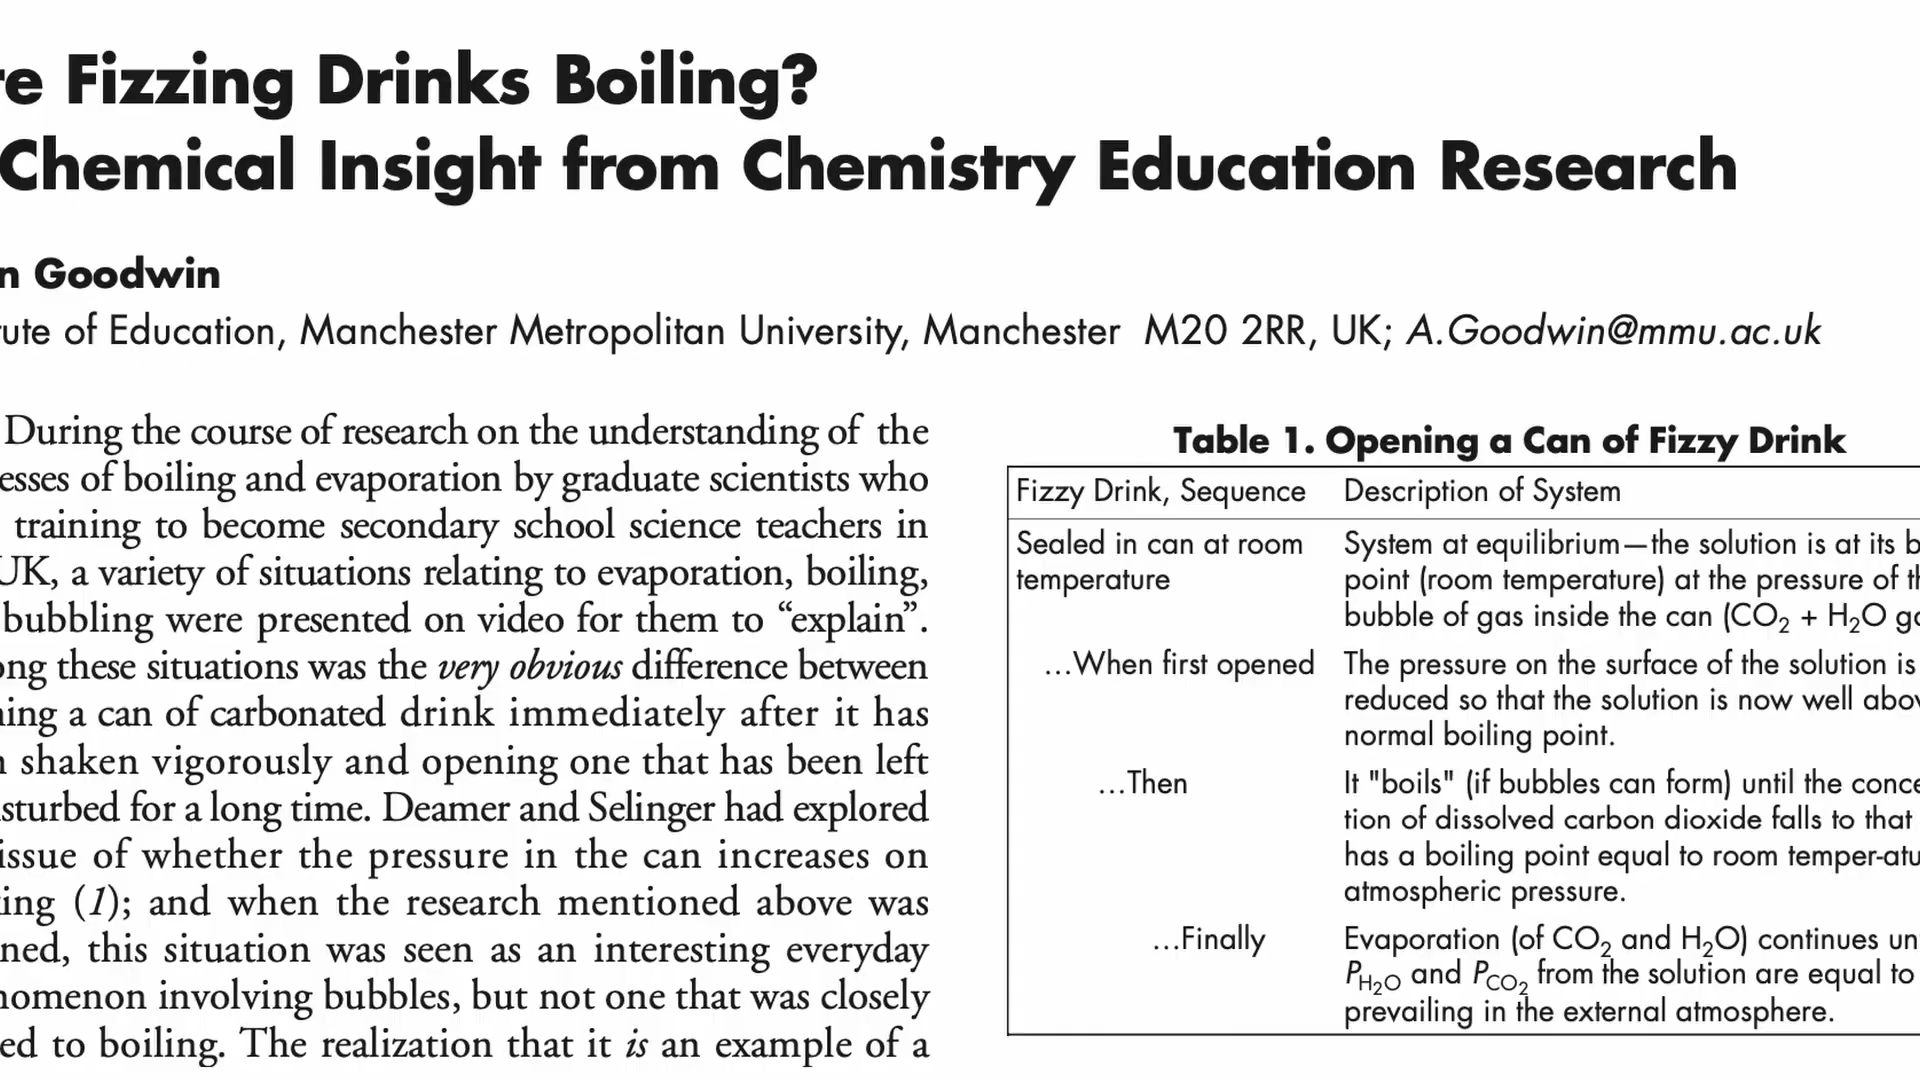 re Fizzing Drinks Boiling?
Chemical Insight from Chemistry Education Research
n Goodwin
ute of Education, Manchester Metropolitan University, Manchester M20 2RR, UK; A.Goodwin@mmu.ac.uk
During the course of research on the understanding of the
esses of boiling and evaporation by graduate scientists who
training to become secondary school science teachers in
UK, a variety of situations relating to evaporation, boiling,
bubbling were presented on video for them to “explain”.
ong these situations was the very obvious difference between
ning a can of carbonated drink immediately after it has
n shaken vigorously and opening one that has been left
isturbed for a long time. Deamer and Selinger had explored
issue of whether the pressure in the can increases on
king (1); and when the research mentioned above was
ned, this situation was seen as an interesting everyday
nomenon involving bubbles, but not one that was closely
ed to boiling. The realization that it is an example of a
Table 1. Opening a Can of Fizzy Drink
Fizzy Drink, Sequence Description of System
Sealed in can at room System at equilibrium—the solution is at its b
temperature point (room temperature) at the pressure of th
bubble of gas inside the can (CO2 + H2O ga
…When first opened The pressure on the surface of the solution is
reduced so that the solution is now well abov
normal boiling point.
…Then It "boils" (if bubbles can form) until the conce
tion of dissolved carbon dioxide falls to that
has a boiling point equal to room temper-atu
atmospheric pressure.
…Finally Evaporation (of CO2 and H2O) continues un
PH2O and PCO2 from the solution are equal to
prevailing in the external atmosphere.